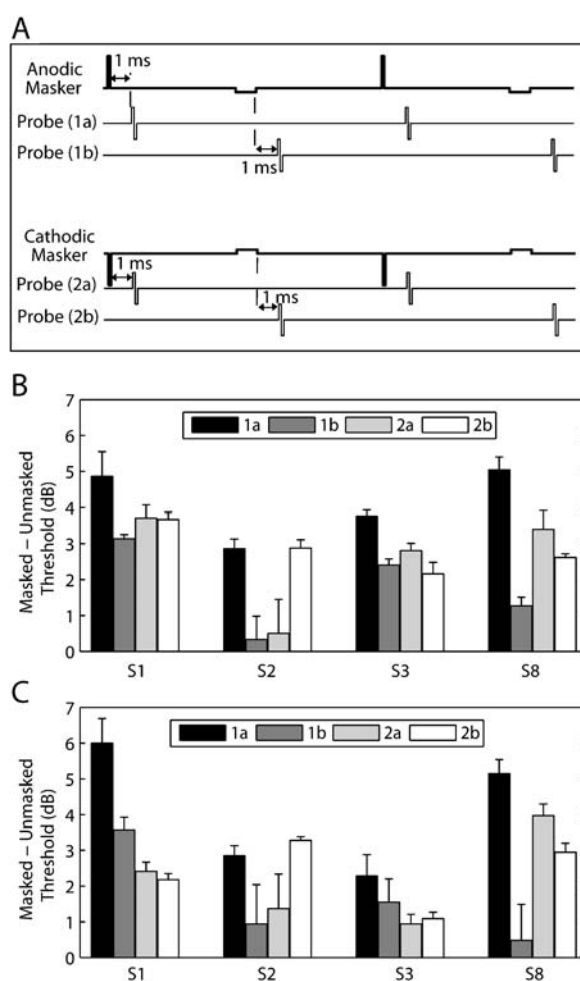 A
1 ms
Anodic
Masker
Probe (1a)
Probe (1b)
1 ms
Cathodic
Masker
1 ms
Probe (2a)
1 ms
Probe (2b)
B
7
6
5
4
3
2
1
0
Masked – Unmasked
Threshold (dB)
1a 1b 2a 2b
S1 S2 S3 S8
C
7
6
5
4
3
2
1
0
Masked – Unmasked
Threshold (dB)
1a 1b 2a 2b
S1 S2 S3 S8